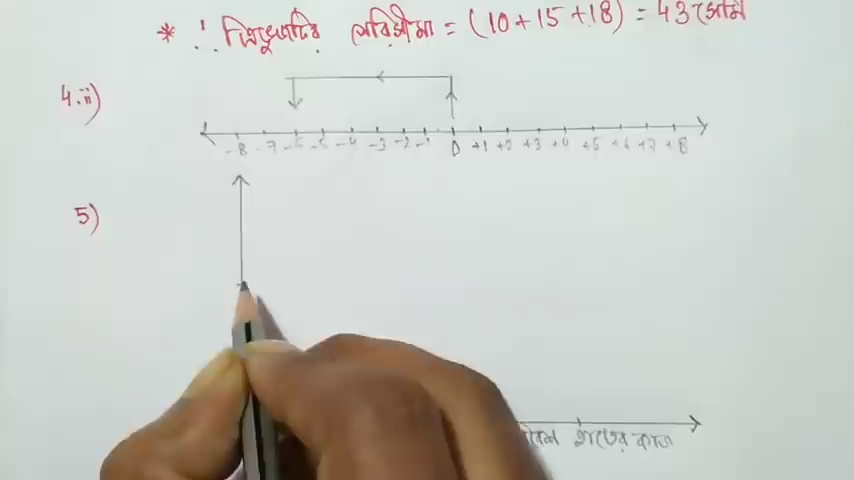 * ∴ ত্রিভুজটির পরিসীমা = (10+15+18) = 43 সেমি
4.ii)
-8 -7 -6 -5 -4 -3 -2 -1 0 +1 +2 +3 +4 +5 +6 +7 +8
5)
হাতের কাজ